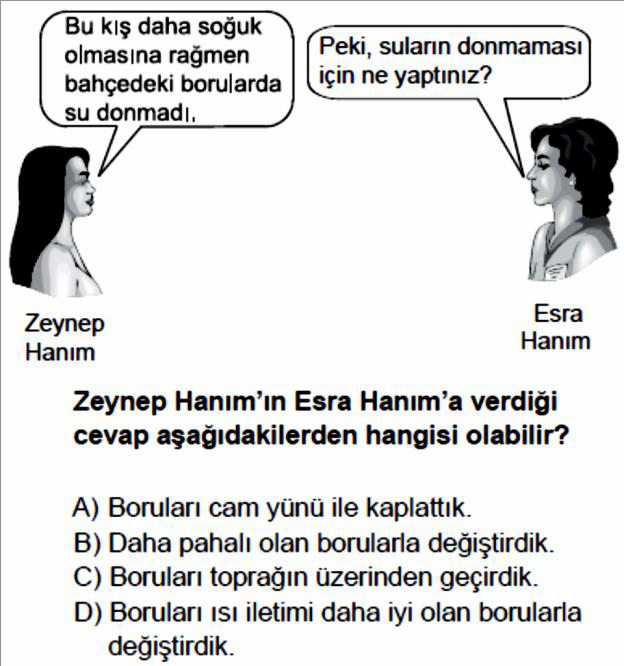 Bu kış daha soğuk
olmasına rağmen
bahçedeki borularda
su donmadı.
Peki, suların donmaması
için ne yaptınız?
Zeynep
Hanım
Esra
Hanım
Zeynep Hanım’ın Esra Hanım’a verdiği
cevap aşağıdakilerden hangisi olabilir?
A) Boruları cam yünü ile kaplattık.
B) Daha pahalı olan borularla değiştirdik.
C) Boruları toprağın üzerinden geçirdik.
D) Boruları ısı iletimi daha iyi olan borularla
değiştirdik.